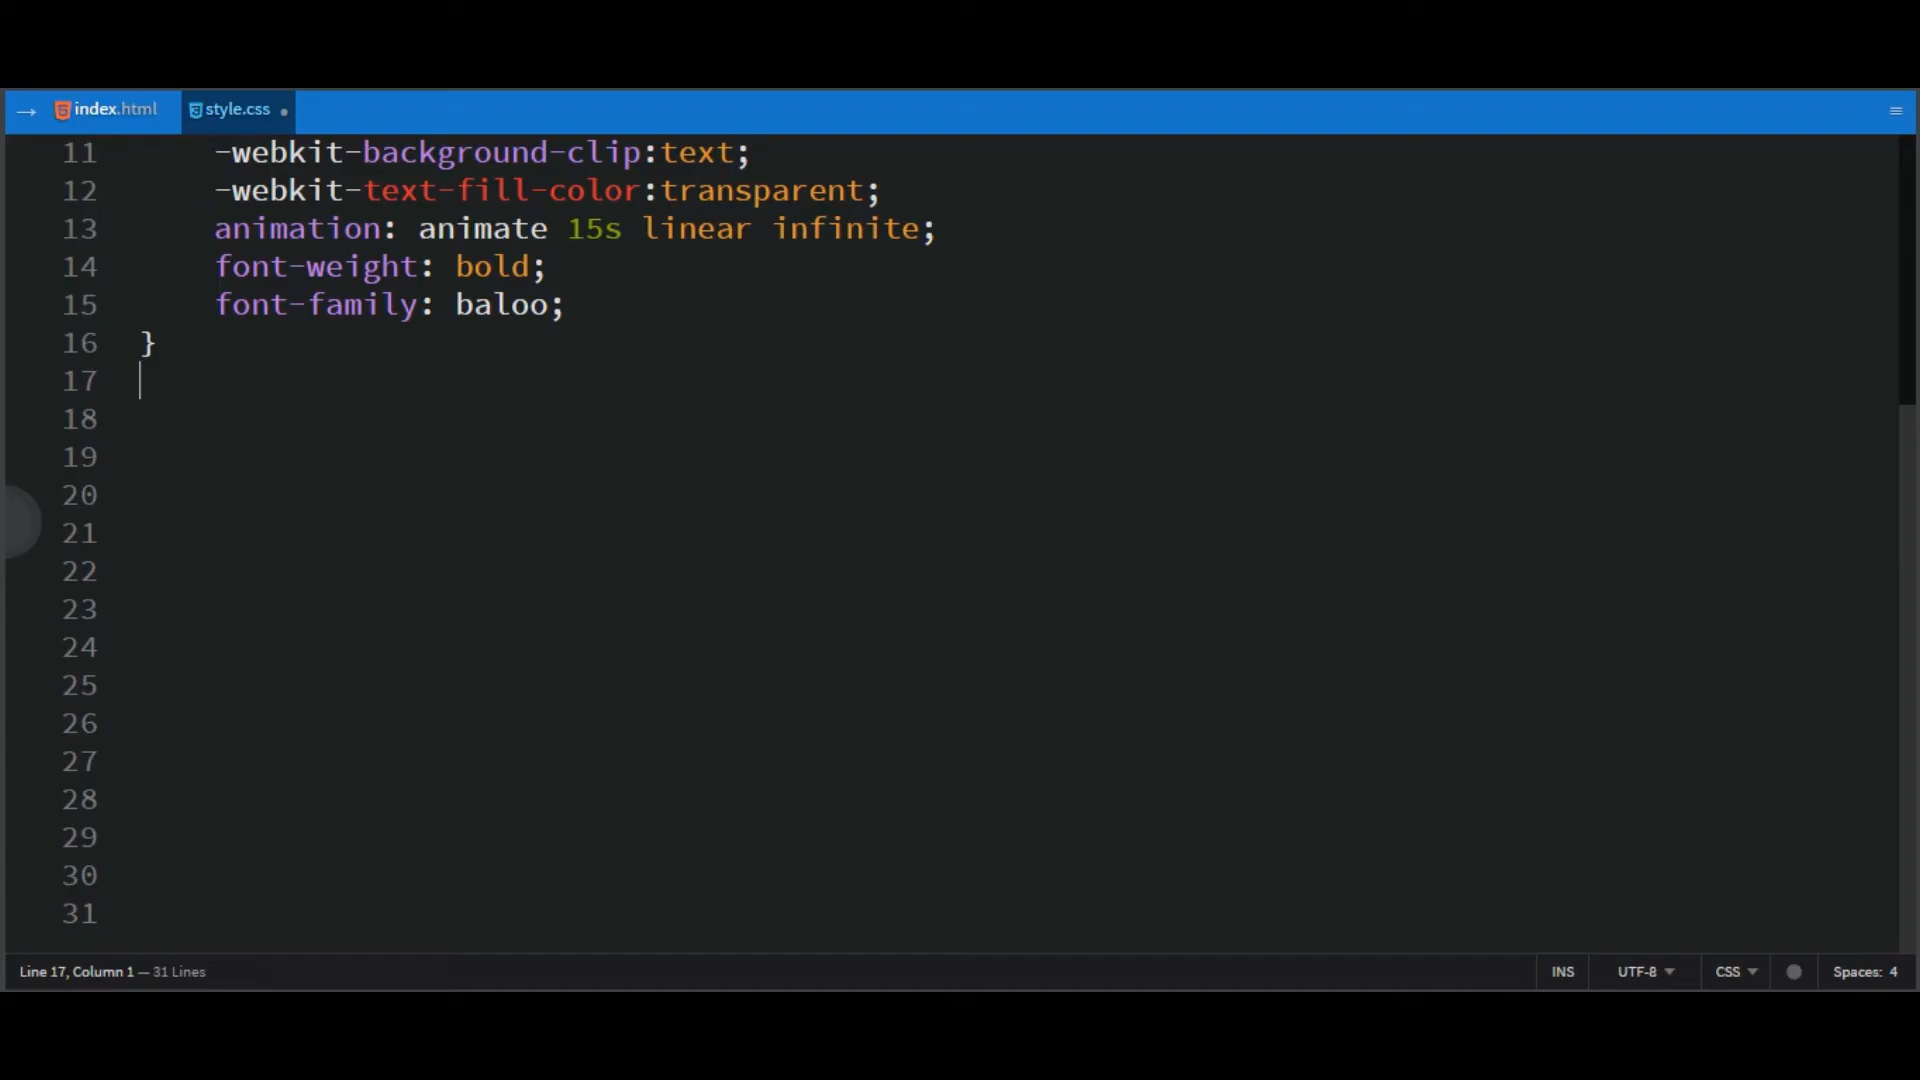 → index.html style.css •
11 -webkit-background-clip:text;
12 -webkit-text-fill-color:transparent;
13 animation: animate 15s linear infinite;
14 font-weight: bold;
15 font-family: baloo;
16 }
17
18
19
20
21
22
23
24
25
26
27
28
29
30
31
Line 17, Column 1 — 31 Lines INS UTF-8 CSS Spaces: 4